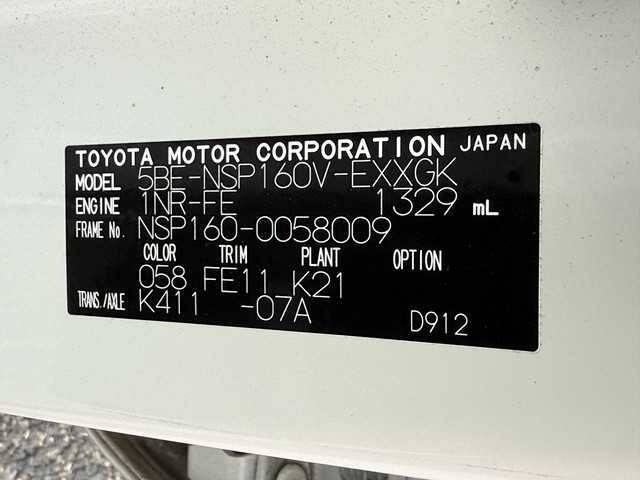 TOYOTA MOTOR CORPORATION JAPAN
MODEL 5BE-NSP160V-EXXGK
ENGINE 1NR-FE 1329 mL
FRAME No. NSP160-0058009
COLOR TRIM PLANT OPTION
058 FE11 K21
TRANS./AXLE K411 -07A
D912